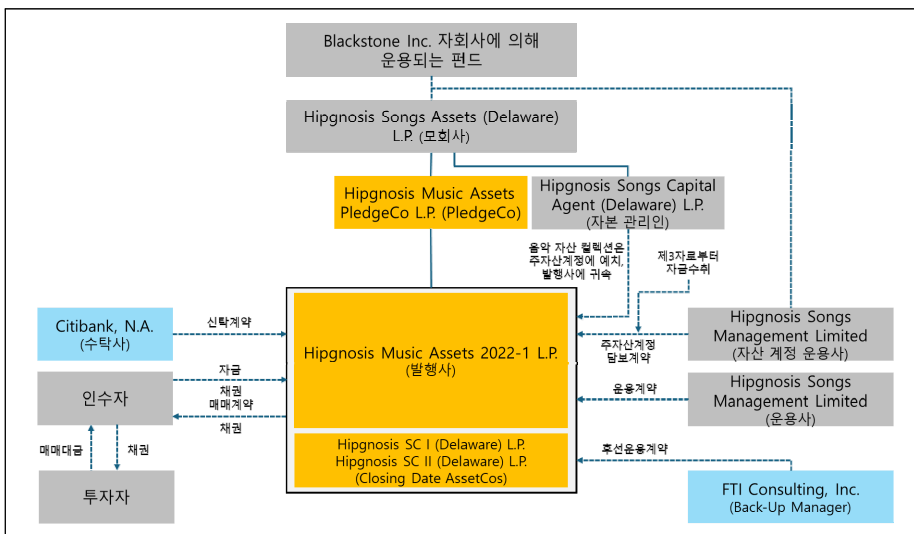 Blackstone Inc. 자회사에 의해
운용되는 펀드
Hipgnosis Songs Assets (Delaware)
L.P. (모회사)
Hipgnosis Music Assets
PledgeCo L.P. (PledgeCo)
Hipgnosis Songs Capital
Agent (Delaware) L.P.
(자본 관리인)
음악 자산 컬렉션은
주자산계정에 예치,
발행사에 귀속
제3자로부터
자금수취
Citibank, N.A.
(수탁사)
신탁계약
Hipgnosis Music Assets 2022-1 L.P.
(발행사)
주자산계정
담보계약
Hipgnosis Songs
Management Limited
(자산 계정 운용사)
인수자
자금
채권
매매계약
채권
운용계약
Hipgnosis Songs
Management Limited
(운용사)
매매대금
채권
Hipgnosis SC I (Delaware) L.P.
Hipgnosis SC II (Delaware) L.P.
(Closing Date AssetCos)
후선운용계약
투자자
FTI Consulting, Inc.
(Back-Up Manager)